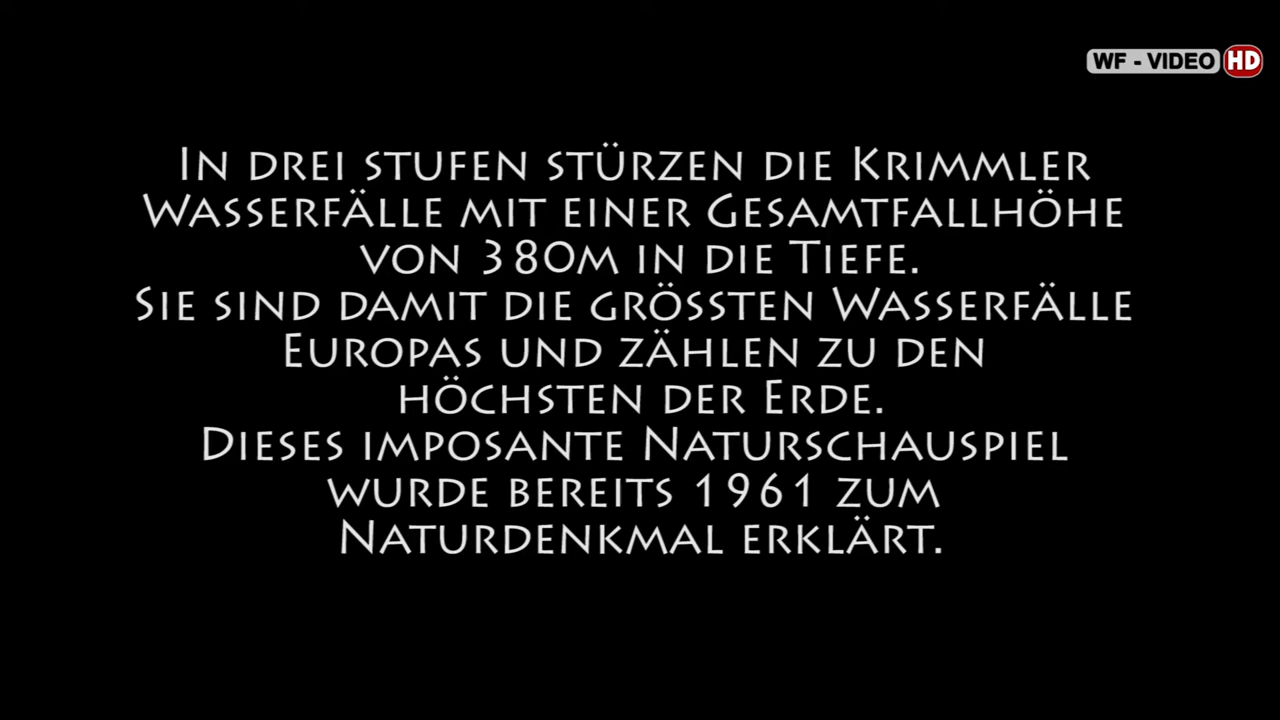 WF - VIDEO HD
In drei stufen stürzen die Krimmler
Wasserfälle mit einer Gesamtfallhöhe
von 380m in die Tiefe.
Sie sind damit die grössten Wasserfälle
Europas und zählen zu den
höchsten der Erde.
Dieses imposante Naturschauspiel
wurde bereits 1961 zum
Naturdenkmal erklärt.